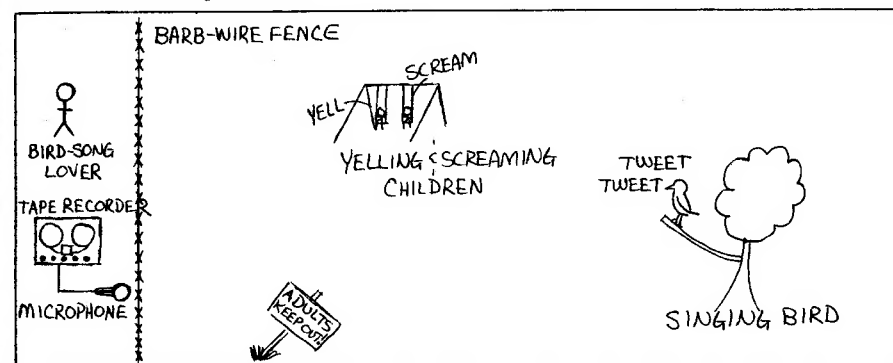 BARB-WIRE FENCE
SCREAM
YELL
YELLING & SCREAMING
CHILDREN
BIRD-SONG
LOVER
TAPE RECORDER
MICROPHONE
TWEET
TWEET
ADULTS
KEEP OUT!
SINGING BIRD